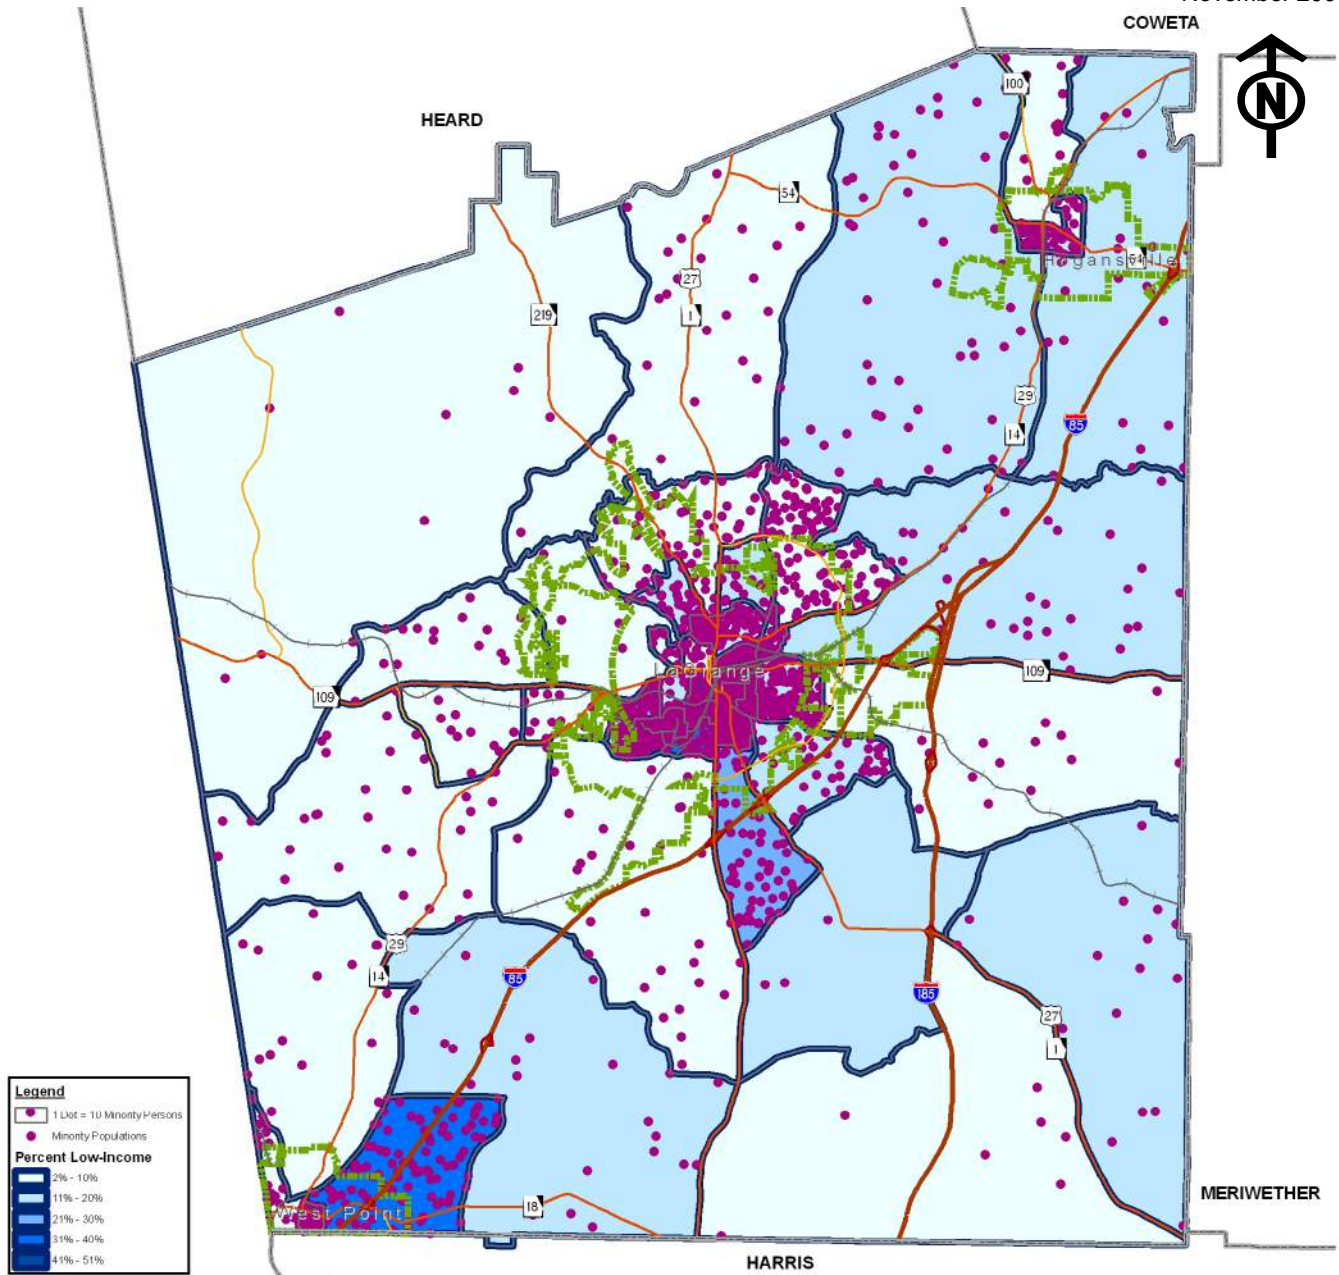 COWETA
N
HEARD
100
54
27
1
219
54
Hogansville
29
14
85
LaGrange
109
109
29
14
85
185
27
1
18
West Point
MERIWETHER
HARRIS
Legend
1 Dot = 10 Minority Persons
Minority Populations
Percent Low-Income
2% - 10%
11% - 20%
21% - 30%
31% - 40%
41% - 51%